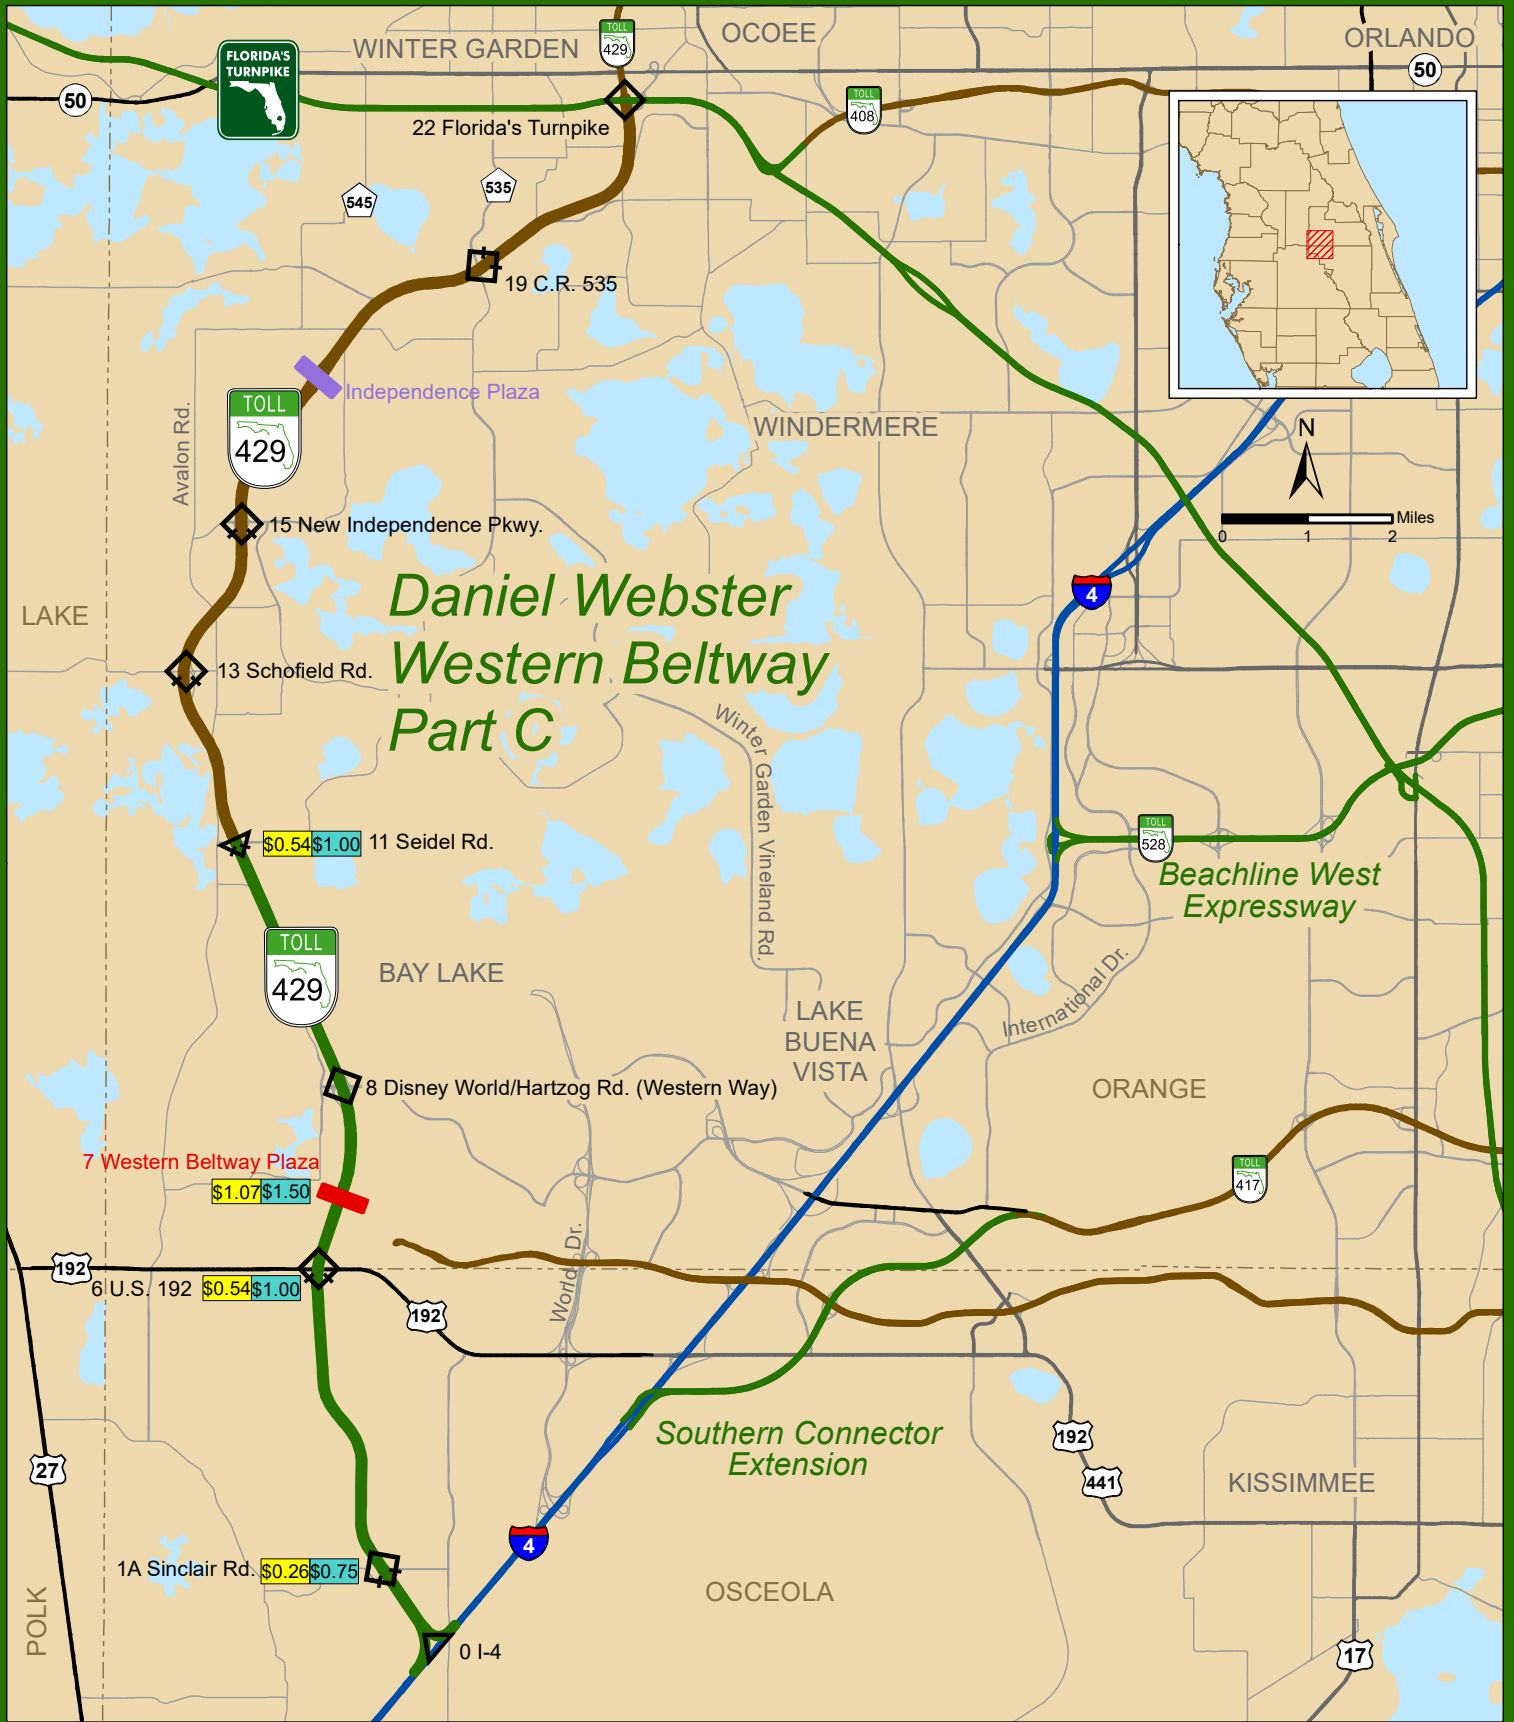 OCOEE
ORLANDO
WINTER GARDEN
TOLL
429
FLORIDA'S
TURNPIKE
50
50
TOLL
408
22 Florida's Turnpike
545
535
19 C.R. 535
Independence Plaza
TOLL
429
Avalon Rd.
WINDERMERE
N
Miles
0 1 2
15 New Independence Pkwy.
Daniel Webster
Western Beltway
Part C
4
LAKE
13 Schofield Rd.
Winter Garden Vineland Rd.
$0.54 $1.00 11 Seidel Rd.
TOLL
528
Beachline West
Expressway
TOLL
429
BAY LAKE
International Dr.
LAKE
BUENA
VISTA
8 Disney World/Hartzog Rd. (Western Way)
ORANGE
7 Western Beltway Plaza
$1.07 $1.50
TOLL
417
192
6 U.S. 192 $0.54 $1.00
192
World Dr.
Southern Connector
Extension
192
441
27
KISSIMMEE
4
1A Sinclair Rd. $0.26 $0.75
OSCEOLA
POLK
0 I-4
17